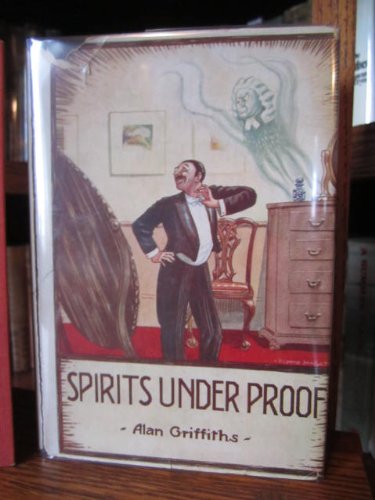 SPIRITS UNDER PROOF
- Alan Griffiths -